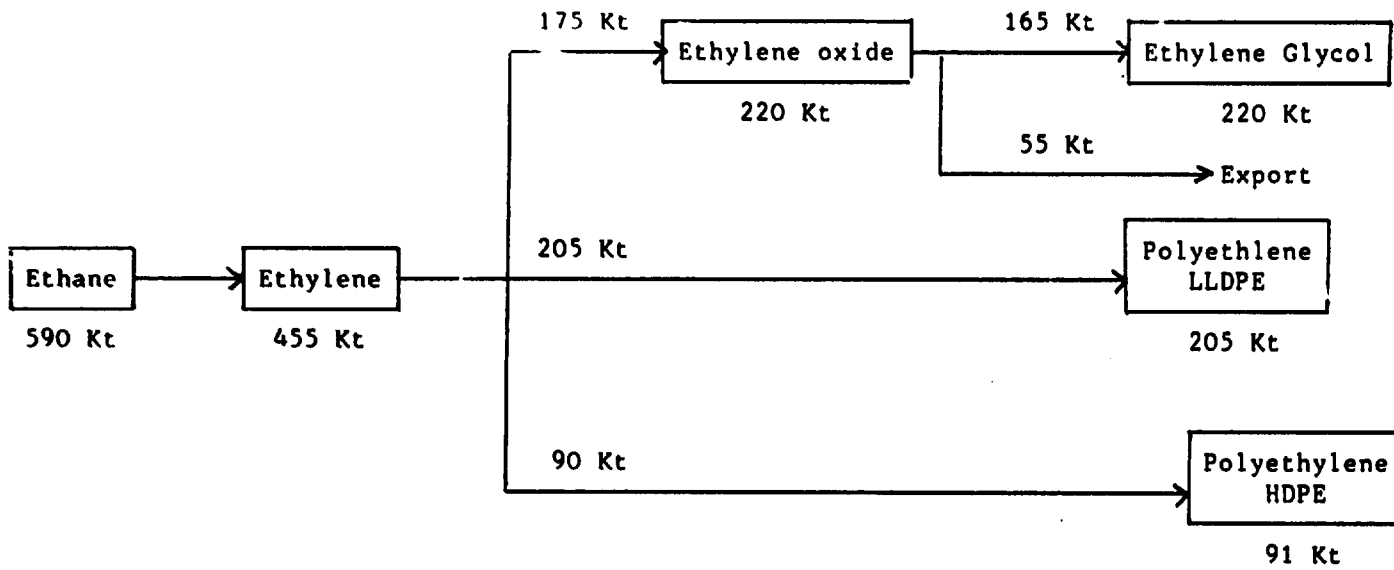 175 Kt
Ethylene oxide
220 Kt
165 Kt
Ethylene Glycol
220 Kt
55 Kt
Export
Ethane
590 Kt
Ethylene
455 Kt
205 Kt
Polyethlene
LLDPE
205 Kt
90 Kt
Polyethylene
HDPE
91 Kt